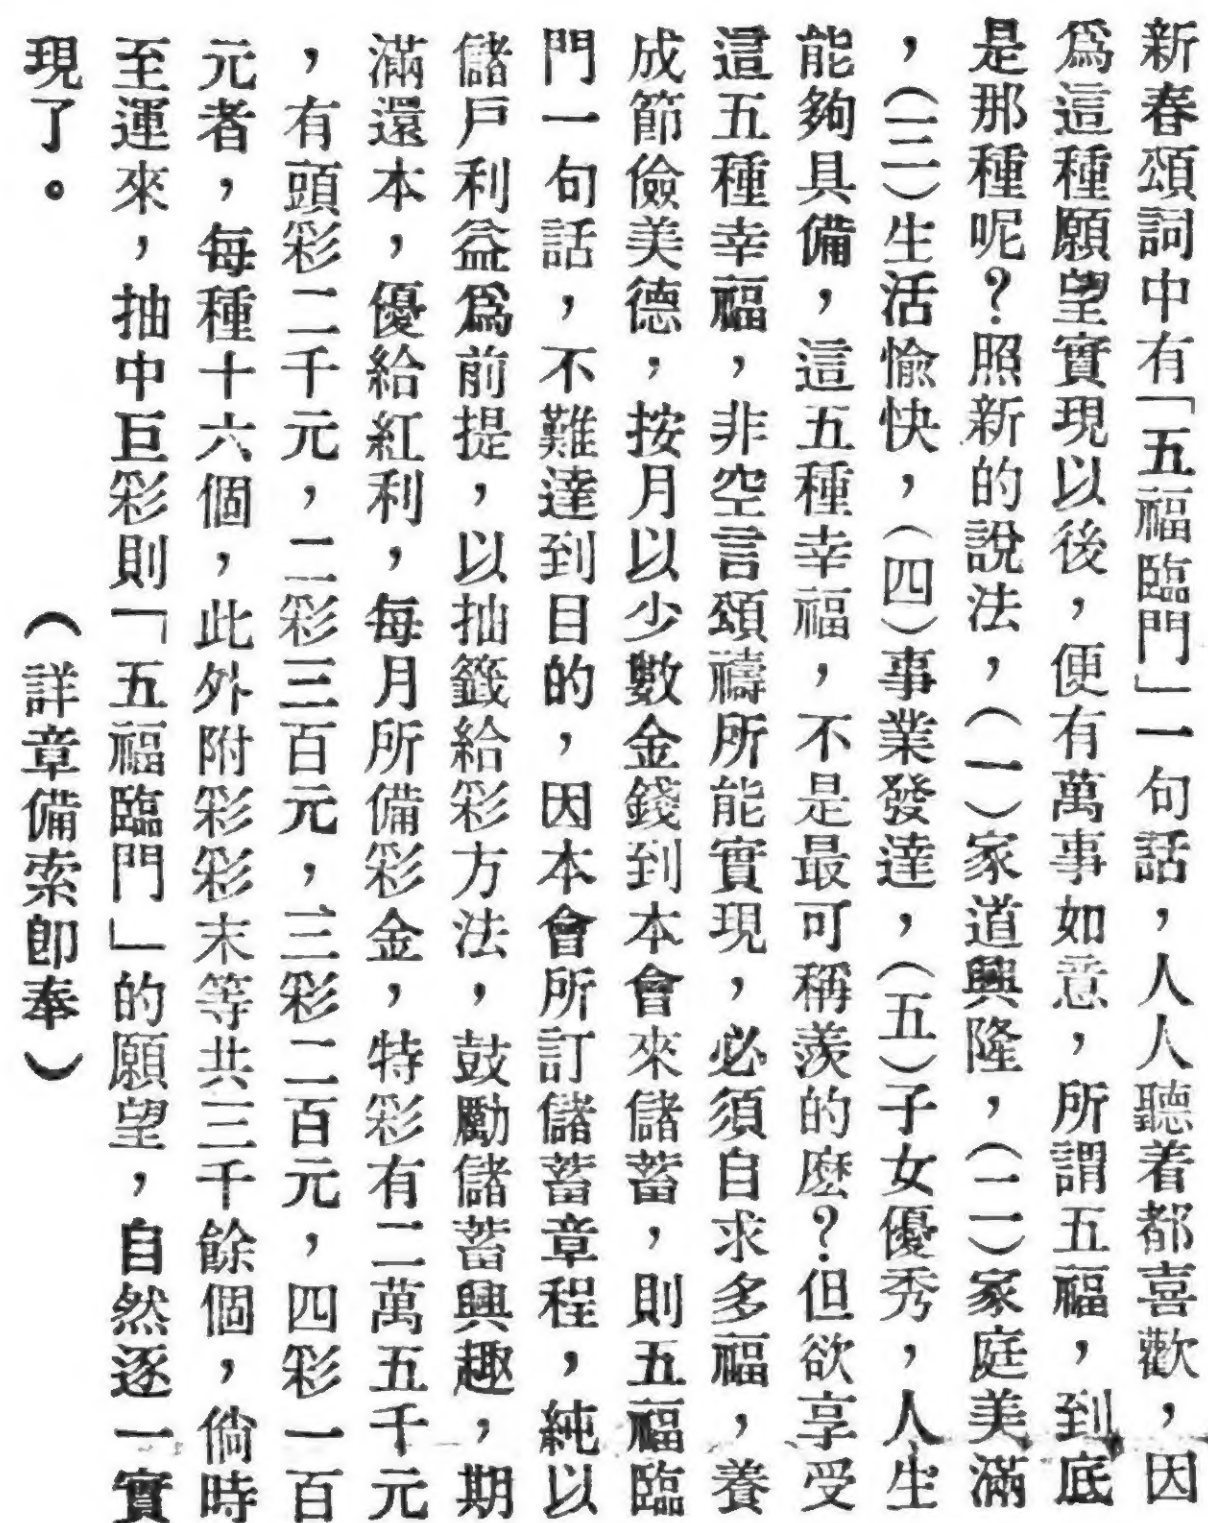 新春頌詞中有「五福臨門」一句話，人人聽着都喜歡，因
爲這種願望實現以後，便有萬事如意，所謂五福，到底
是那種呢？照新的說法，（一）家道興隆，（二）家庭美滿
，（三）生活愉快，（四）事業發達，（五）子女優秀，人生
能夠具備，這五種幸福，不是最可稱羨的麽？但欲享受
這五種幸福，非空言頌禱所能實現，必須自求多福，養
成節儉美德，按月以少數金錢到本會來儲蓄，則五福臨
門一句話，不難達到目的，因本會所訂儲蓄章程，純以
儲戶利益爲前提，以抽籤給彩方法，鼓勵儲蓄興趣，期
滿還本，優給紅利，每月所備彩金，特彩有二萬五千元
，有頭彩二千元，二彩三百元，三彩二百元，四彩一百
元者，每種十六個，此外附彩彩末等共三千餘個，倘時
至運來，抽中巨彩則「五福臨門」的願望，自然逐一實
現了。　（詳章備索即奉）